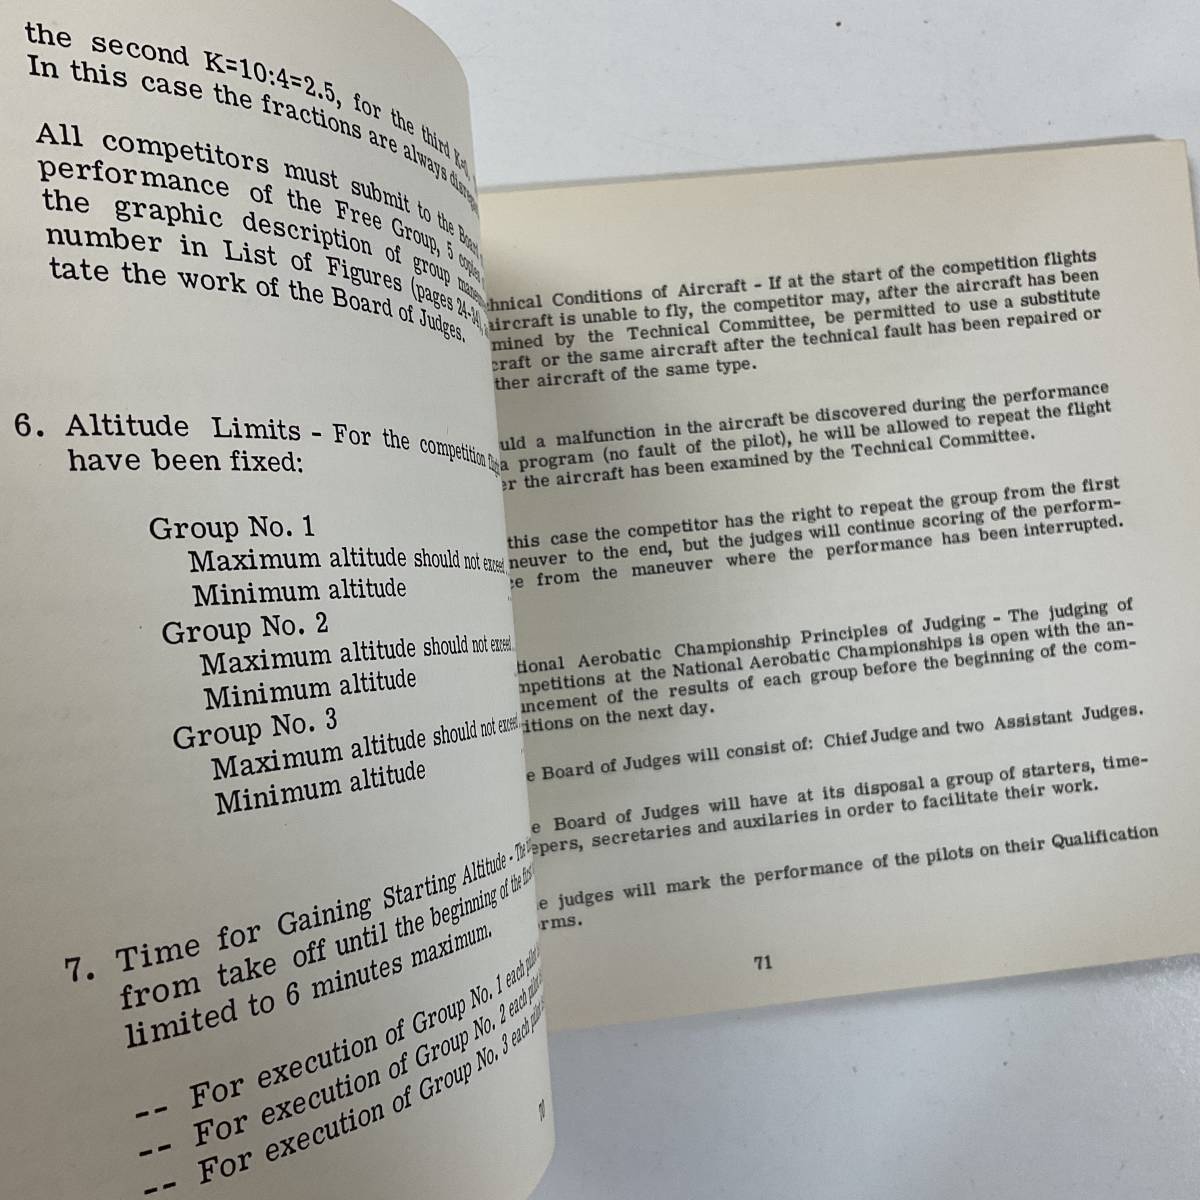 the second K=10:4=2.5, for the third K=
In this case the fractions are always
All competitors must submit to the Board
performance of the Free Group, 5 copies
the graphic description of group
number in List of Figures (pages 24-34),
tate the work of the Board of Judges.
6. Altitude Limits - For the competition
have been fixed:
Group No. 1
Maximum altitude should not exceed
Minimum altitude
Group No. 2
Maximum altitude should not exceed
Minimum altitude
Group No. 3
Maximum altitude should not exceed
Minimum altitude
7. Time for Gaining Starting Altitude - The
from take off until the beginning of the first
limited to 6 minutes maximum.
-- For execution of Group No. 1 each pilot
-- For execution of Group No. 2 each pilot
-- For execution of Group No. 3 each pilot
70
hnical Conditions of Aircraft - If at the start of the competition flights
aircraft is unable to fly, the competitor may, after the aircraft has been
mined by the Technical Committee, be permitted to use a substitute
craft or the same aircraft after the technical fault has been repaired or
ther aircraft of the same type.
uld a malfunction in the aircraft be discovered during the performance
a program (no fault of the pilot), he will be allowed to repeat the flight
er the aircraft has been examined by the Technical Committee.
this case the competitor has the right to repeat the group from the first
neuver to the end, but the judges will continue scoring of the perform-
ce from the maneuver where the performance has been interrupted.
tional Aerobatic Championship Principles of Judging - The judging of
mpetitions at the National Aerobatic Championships is open with the an-
uncement of the results of each group before the beginning of the com-
itions on the next day.
e Board of Judges will consist of: Chief Judge and two Assistant Judges.
e Board of Judges will have at its disposal a group of starters, time-
epers, secretaries and auxilaries in order to facilitate their work.
e judges will mark the performance of the pilots on their Qualification
rms.
71